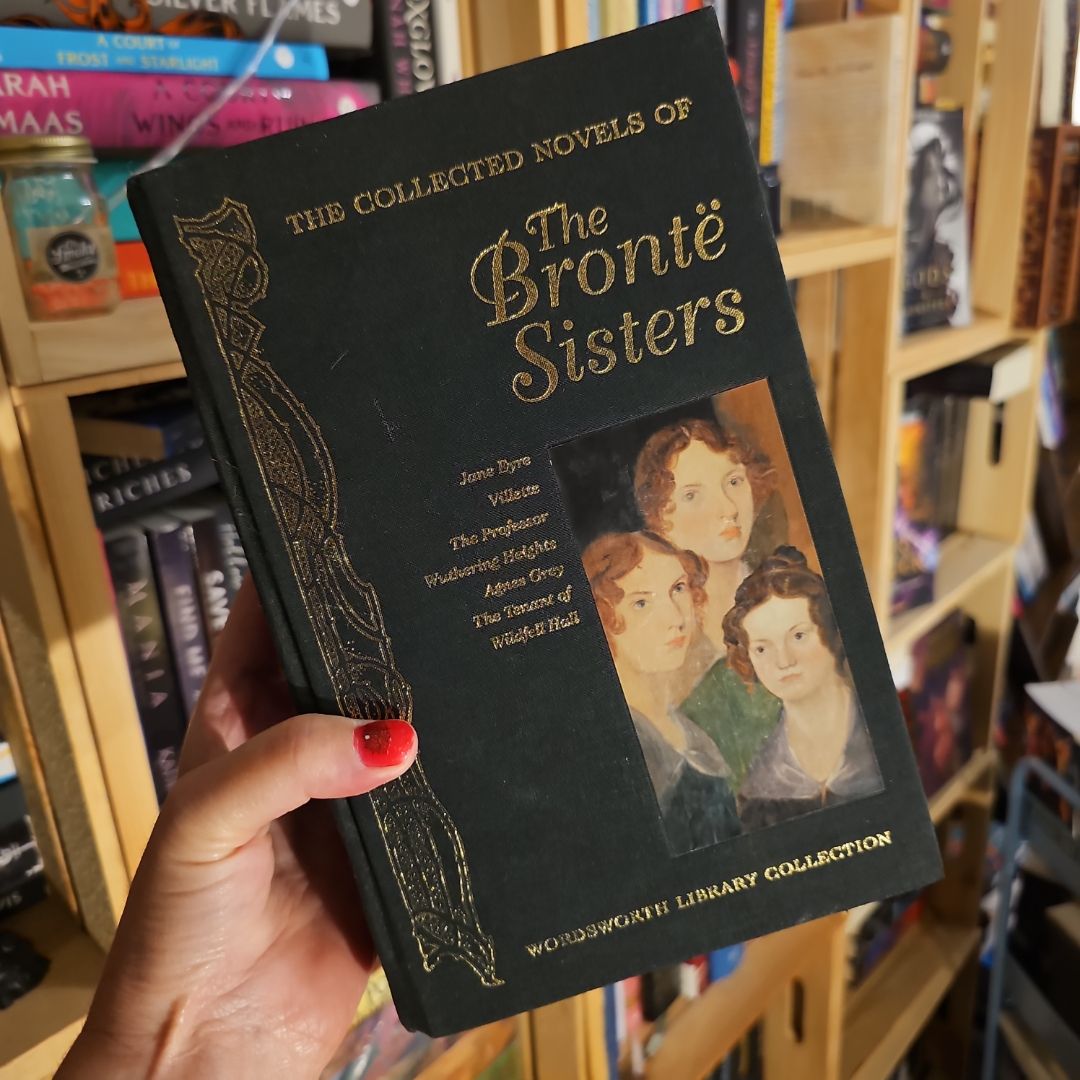 SILVER FLAMES
A COURT OF
FROST AND STARLIGHT
SARAH
MAAS
A COURT OF
WINGS AND RUIN
THE COLLECTED NOVELS OF
The
Brontë
Sisters
Jane Eyre
Villette
The Professor
Wuthering Heights
Agnes Grey
The Tenant of
Wildfell Hall
WORDSWORTH LIBRARY COLLECTION
RICHES
FIND ME